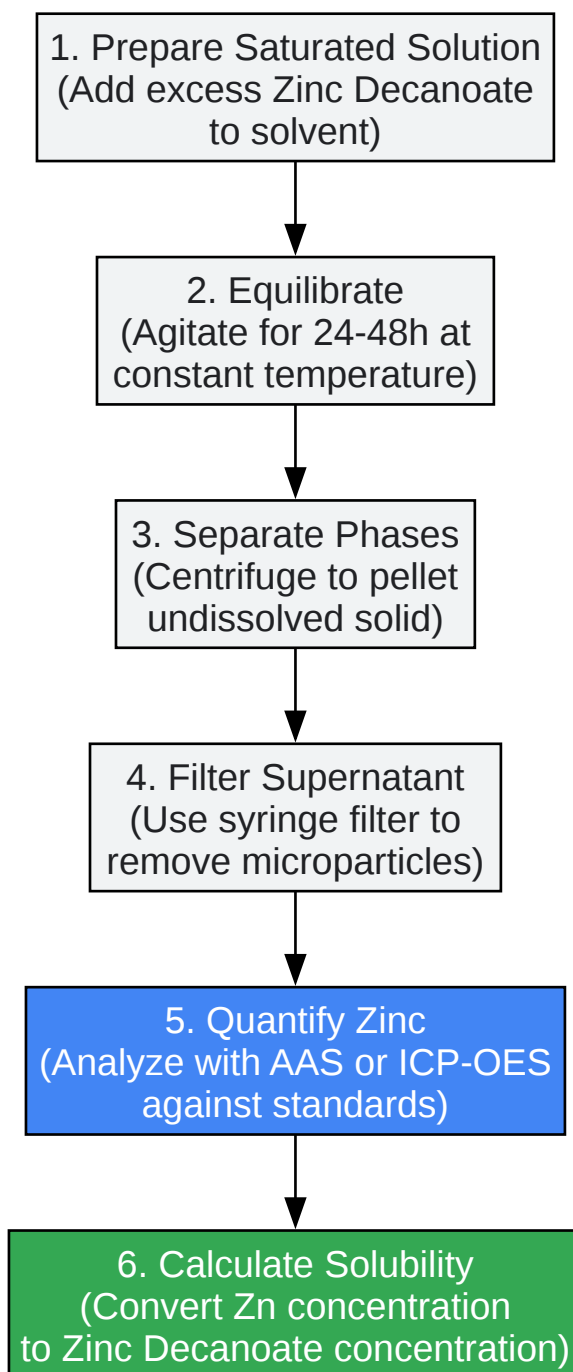 1. Prepare Saturated Solution
(Add excess Zinc Decanoate
to solvent)
2. Equilibrate
(Agitate for 24-48h at
constant temperature)
3. Separate Phases
(Centrifuge to pellet
undissolved solid)
4. Filter Supernatant
(Use syringe filter to
remove microparticles)
5. Quantify Zinc
(Analyze with AAS or ICP-OES
against standards)
6. Calculate Solubility
(Convert Zn concentration
to Zinc Decanoate concentration)